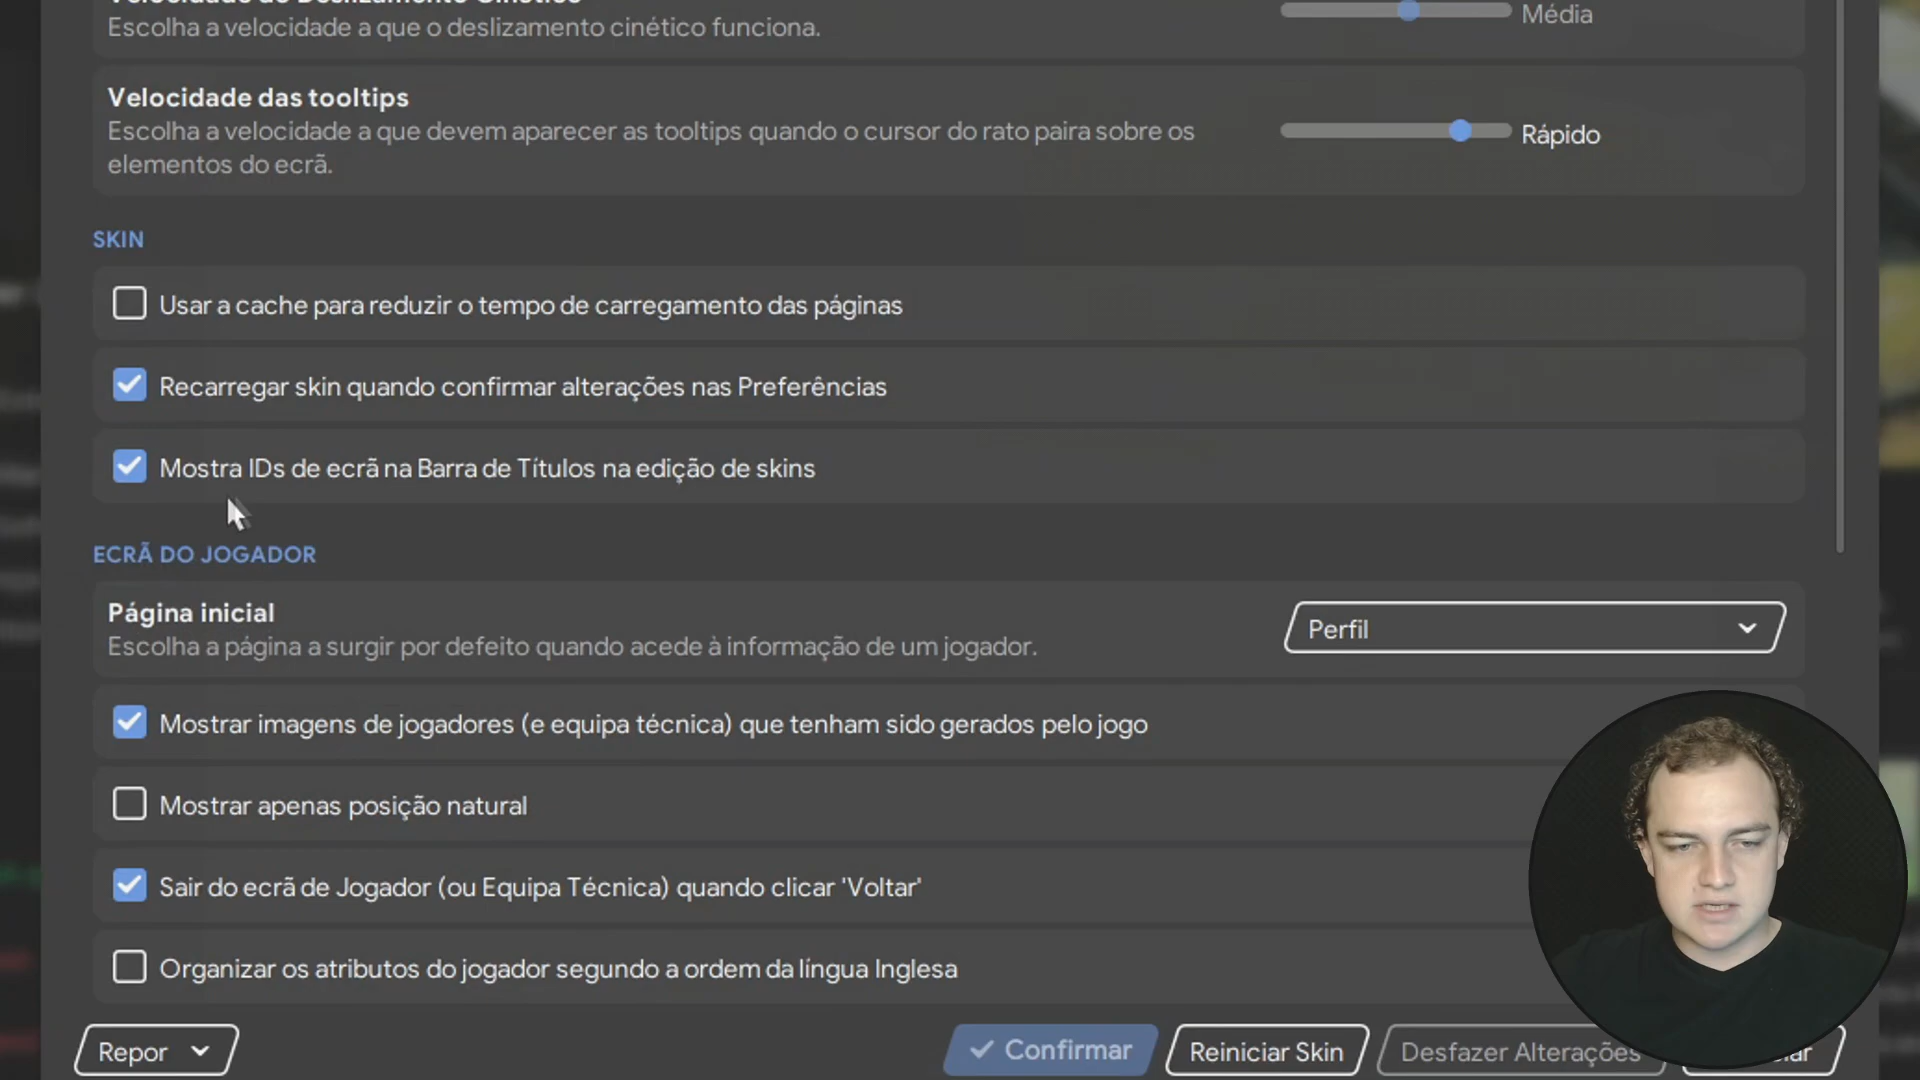 Escolha a velocidade a que o deslizamento cinético funciona.
Média
Velocidade das tooltips
Escolha a velocidade a que devem aparecer as tooltips quando o cursor do rato paira sobre os
elementos do ecrã.
Rápido
SKIN
Usar a cache para reduzir o tempo de carregamento das páginas
Recarregar skin quando confirmar alterações nas Preferências
Mostra IDs de ecrã na Barra de Títulos na edição de skins
ECRÃ DO JOGADOR
Página inicial
Escolha a página a surgir por defeito quando acede à informação de um jogador.
Perfil
Mostrar imagens de jogadores (e equipa técnica) que tenham sido gerados pelo jogo
Mostrar apenas posição natural
Sair do ecrã de Jogador (ou Equipa Técnica) quando clicar 'Voltar'
Organizar os atributos do jogador segundo a ordem da língua Inglesa
Repor
Confirmar
Reiniciar Skin
Desfazer Alterações